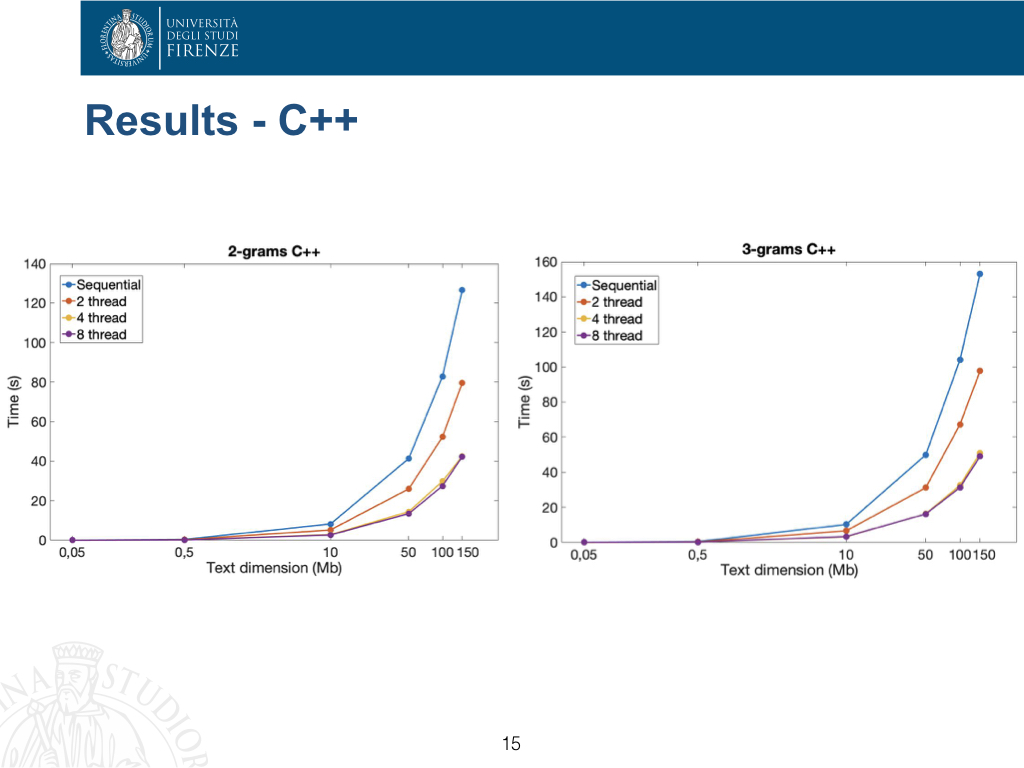 UNIVERSITÀ
DEGLI STUDI
FIRENZE
Results - C++
2-grams C++
140
120
100
80
60
40
20
0
Time (s)
Sequential
2 thread
4 thread
8 thread
0,05 0,5 10 50 100 150
Text dimension (Mb)
3-grams C++
160
140
120
100
80
60
40
20
0
Time (s)
Sequential
2 thread
4 thread
8 thread
0,05 0,5 10 50 100 150
Text dimension (Mb)
15